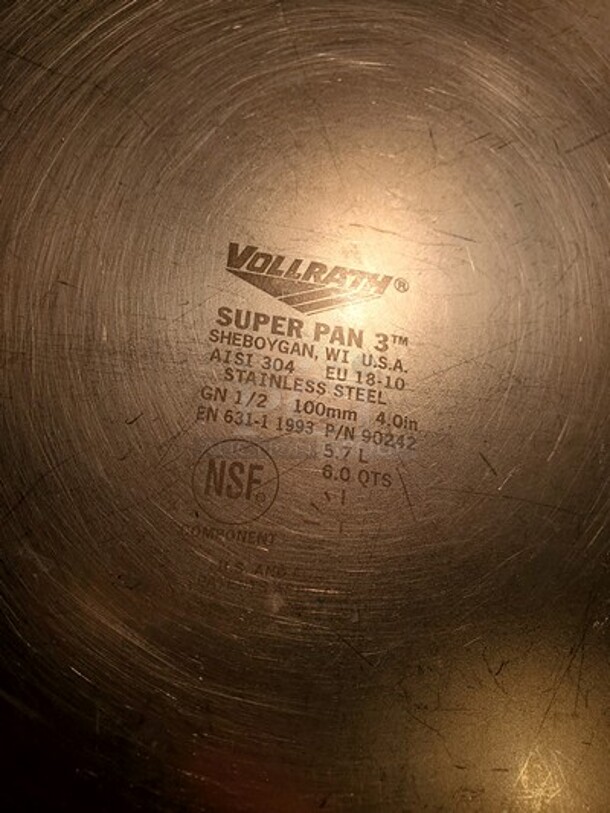 VOLLRATH®
SUPER PAN 3™
SHEBOYGAN, WI U.S.A.
AISI 304 EU 18-10
STAINLESS STEEL
GN 1/2 100mm 4.0in
EN 631-1 1993 P/N 90242
5.7 L
6.0 QTS
NSF®
COMPONENT
U.S. AND